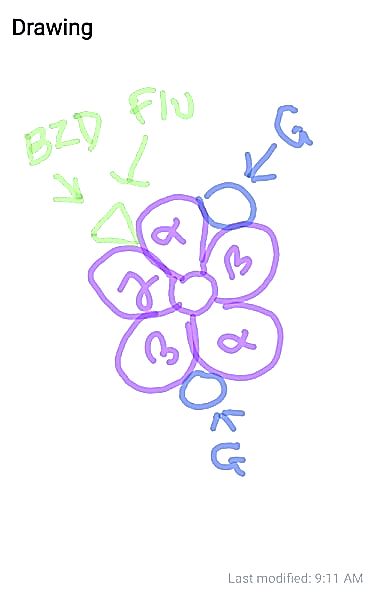 Drawing
BZD Flu
G
α
β
γ
β
α
G
Last modified: 9:11 AM